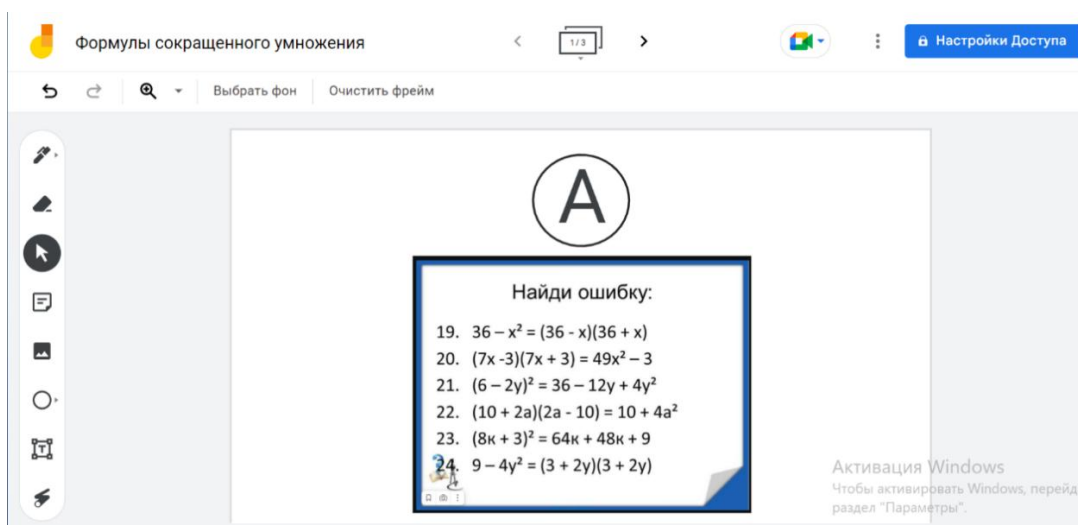 Формулы сокращенного умножения
1/3
Настройки Доступа
Выбрать фон
Очистить фрейм
А
Найди ошибку:
19. 36 – x² = (36 - x)(36 + x)
20. (7x -3)(7x + 3) = 49x² – 3
21. (6 – 2y)² = 36 – 12y + 4y²
22. (10 + 2a)(2a - 10) = 10 + 4a²
23. (8к + 3)² = 64к + 48к + 9
24. 9 – 4y² = (3 + 2y)(3 + 2y)
Активация Windows
Чтобы активировать Windows, перейд
раздел "Параметры".